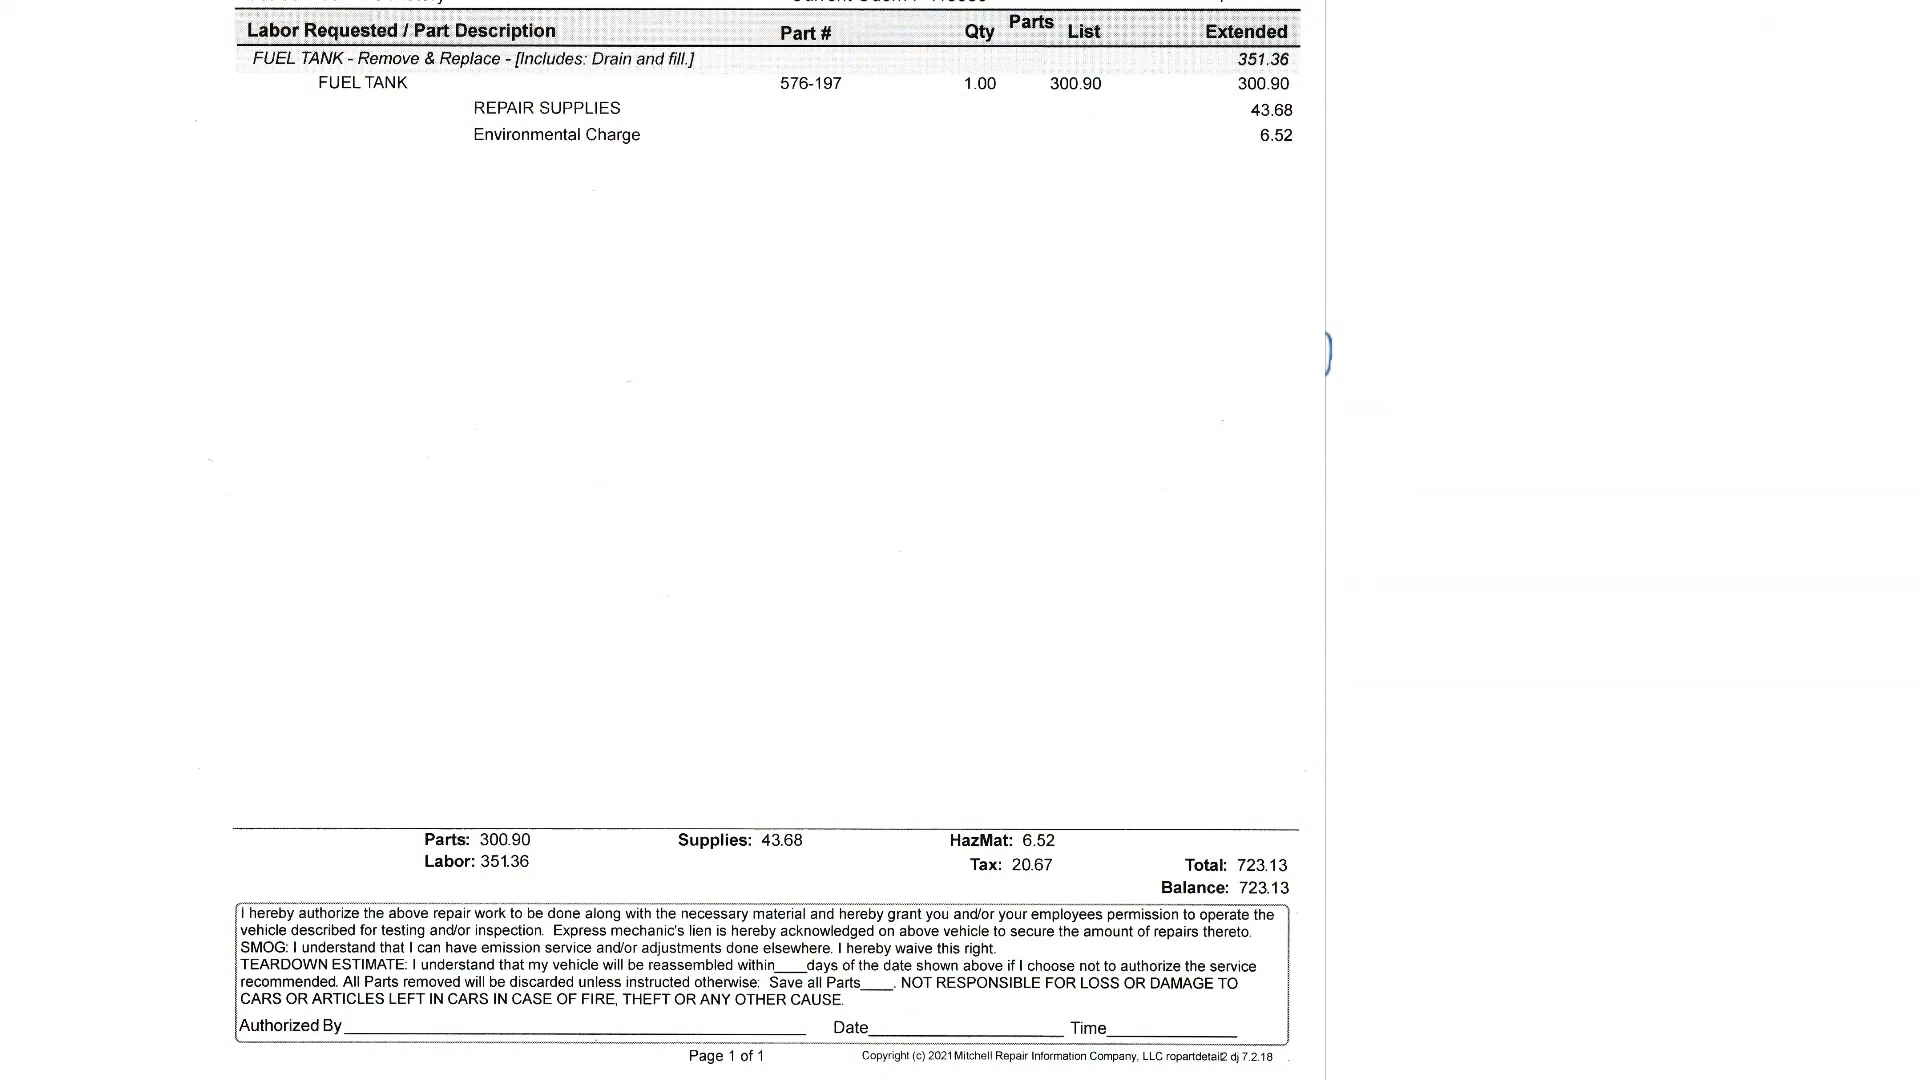 Labor Requested / Part Description Part # Qty Parts List Extended
FUEL TANK - Remove & Replace - [Includes: Drain and fill.] 351.36
FUEL TANK 576-197 1.00 300.90 300.90
REPAIR SUPPLIES 43.68
Environmental Charge 6.52
Parts: 300.90 Supplies: 43.68 HazMat: 6.52
Labor: 351.36 Tax: 20.67 Total: 723.13
Balance: 723.13
I hereby authorize the above repair work to be done along with the necessary material and hereby grant you and/or your employees permission to operate the
vehicle described for testing and/or inspection. Express mechanic's lien is hereby acknowledged on above vehicle to secure the amount of repairs thereto.
SMOG: I understand that I can have emission service and/or adjustments done elsewhere. I hereby waive this right.
TEARDOWN ESTIMATE: I understand that my vehicle will be reassembled within____days of the date shown above if I choose not to authorize the service
recommended. All Parts removed will be discarded unless instructed otherwise: Save all Parts____. NOT RESPONSIBLE FOR LOSS OR DAMAGE TO
CARS OR ARTICLES LEFT IN CARS IN CASE OF FIRE, THEFT OR ANY OTHER CAUSE.
Authorized By____ Date____ Time____
Page 1 of 1 Copyright (c) 2021 Mitchell Repair Information Company, LLC ropartdetail2 dj 7.2.18